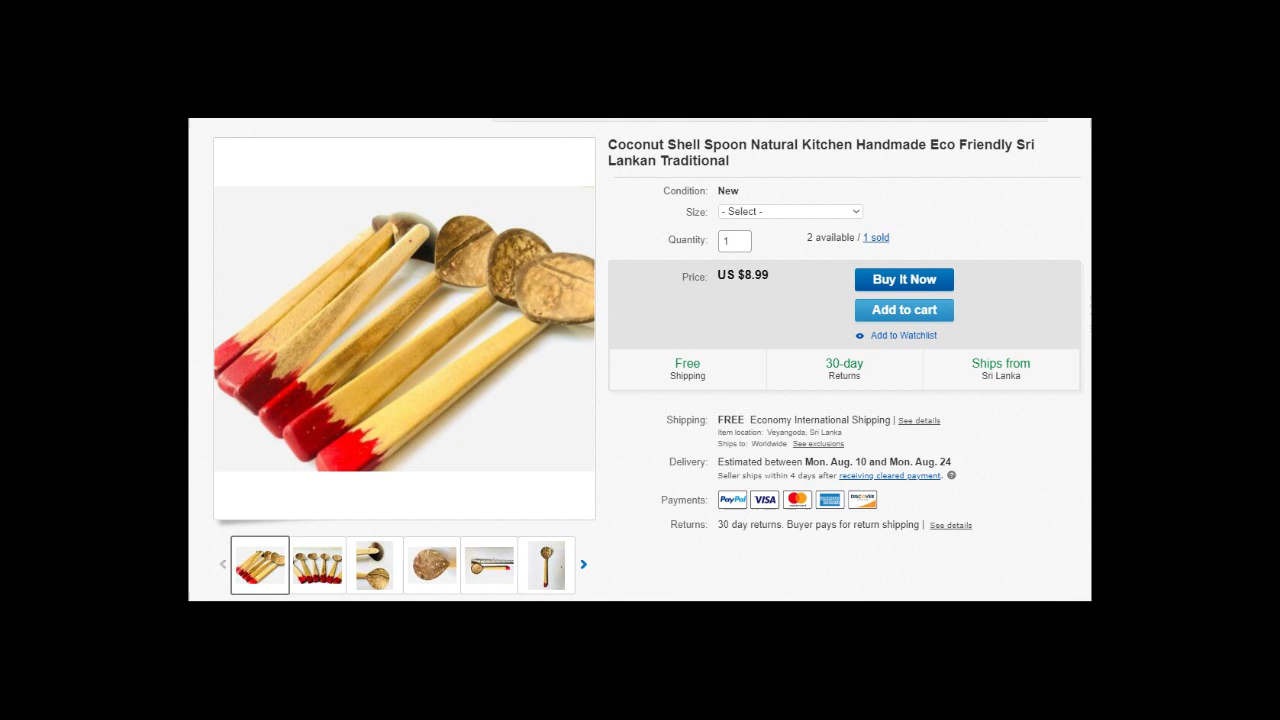 Coconut Shell Spoon Natural Kitchen Handmade Eco Friendly Sri
Lankan Traditional
Condition: New
Size: - Select -
Quantity: 1 2 available / 1 sold
Price: US $8.99 Buy It Now
Add to cart
Add to Watchlist
Free 30-day Ships from
Shipping Returns Sri Lanka
Shipping: FREE Economy International Shipping | See details
Item location: Veyangoda, Sri Lanka
Ships to: Worldwide See exclusions
Delivery: Estimated between Mon. Aug. 10 and Mon. Aug. 24
Seller ships within 4 days after receiving cleared payment. ?
Payments: PayPal VISA MasterCard AMERICAN EXPRESS DISCOVER
Returns: 30 day returns. Buyer pays for return shipping | See details